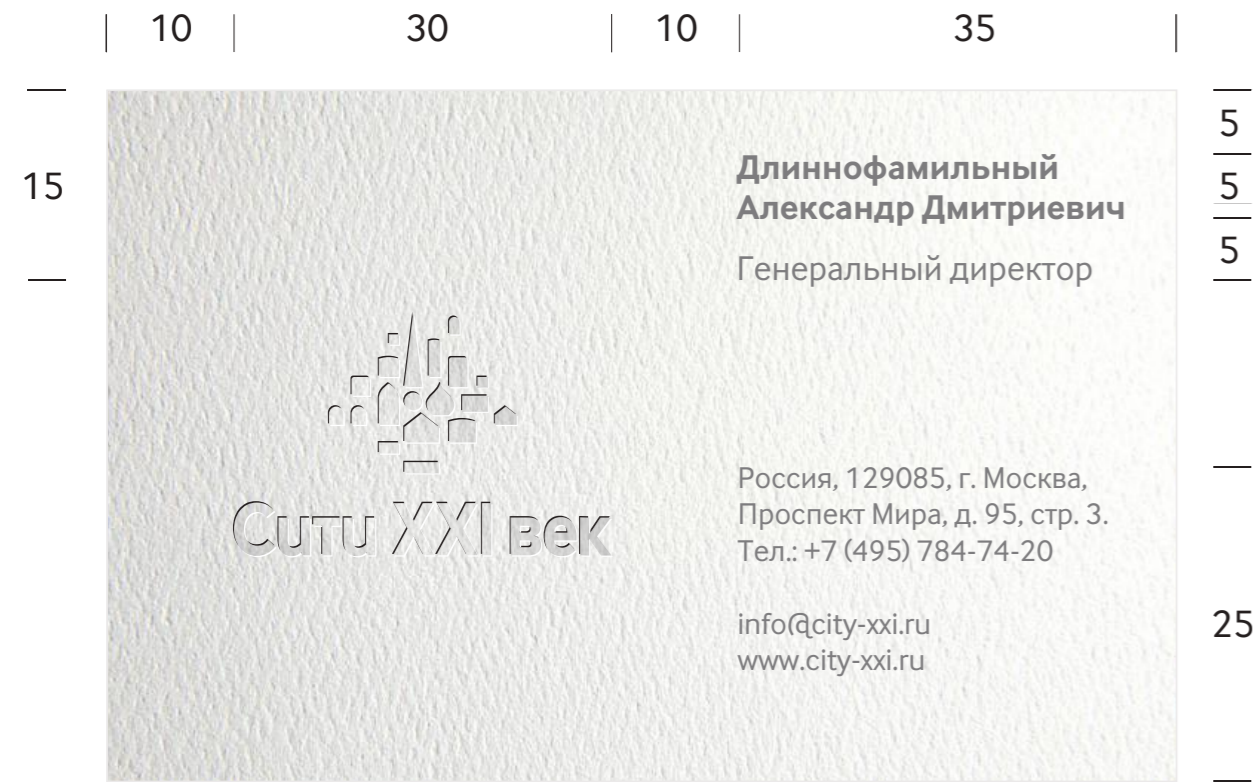 10 30 10 35
15
5
5
5
25
Длиннофамильный
Александр Дмитриевич
Генеральный директор
Сити XXI век
Россия, 129085, г. Москва,
Проспект Мира, д. 95, стр. 3.
Тел.: +7 (495) 784-74-20
info@city-xxi.ru
www.city-xxi.ru